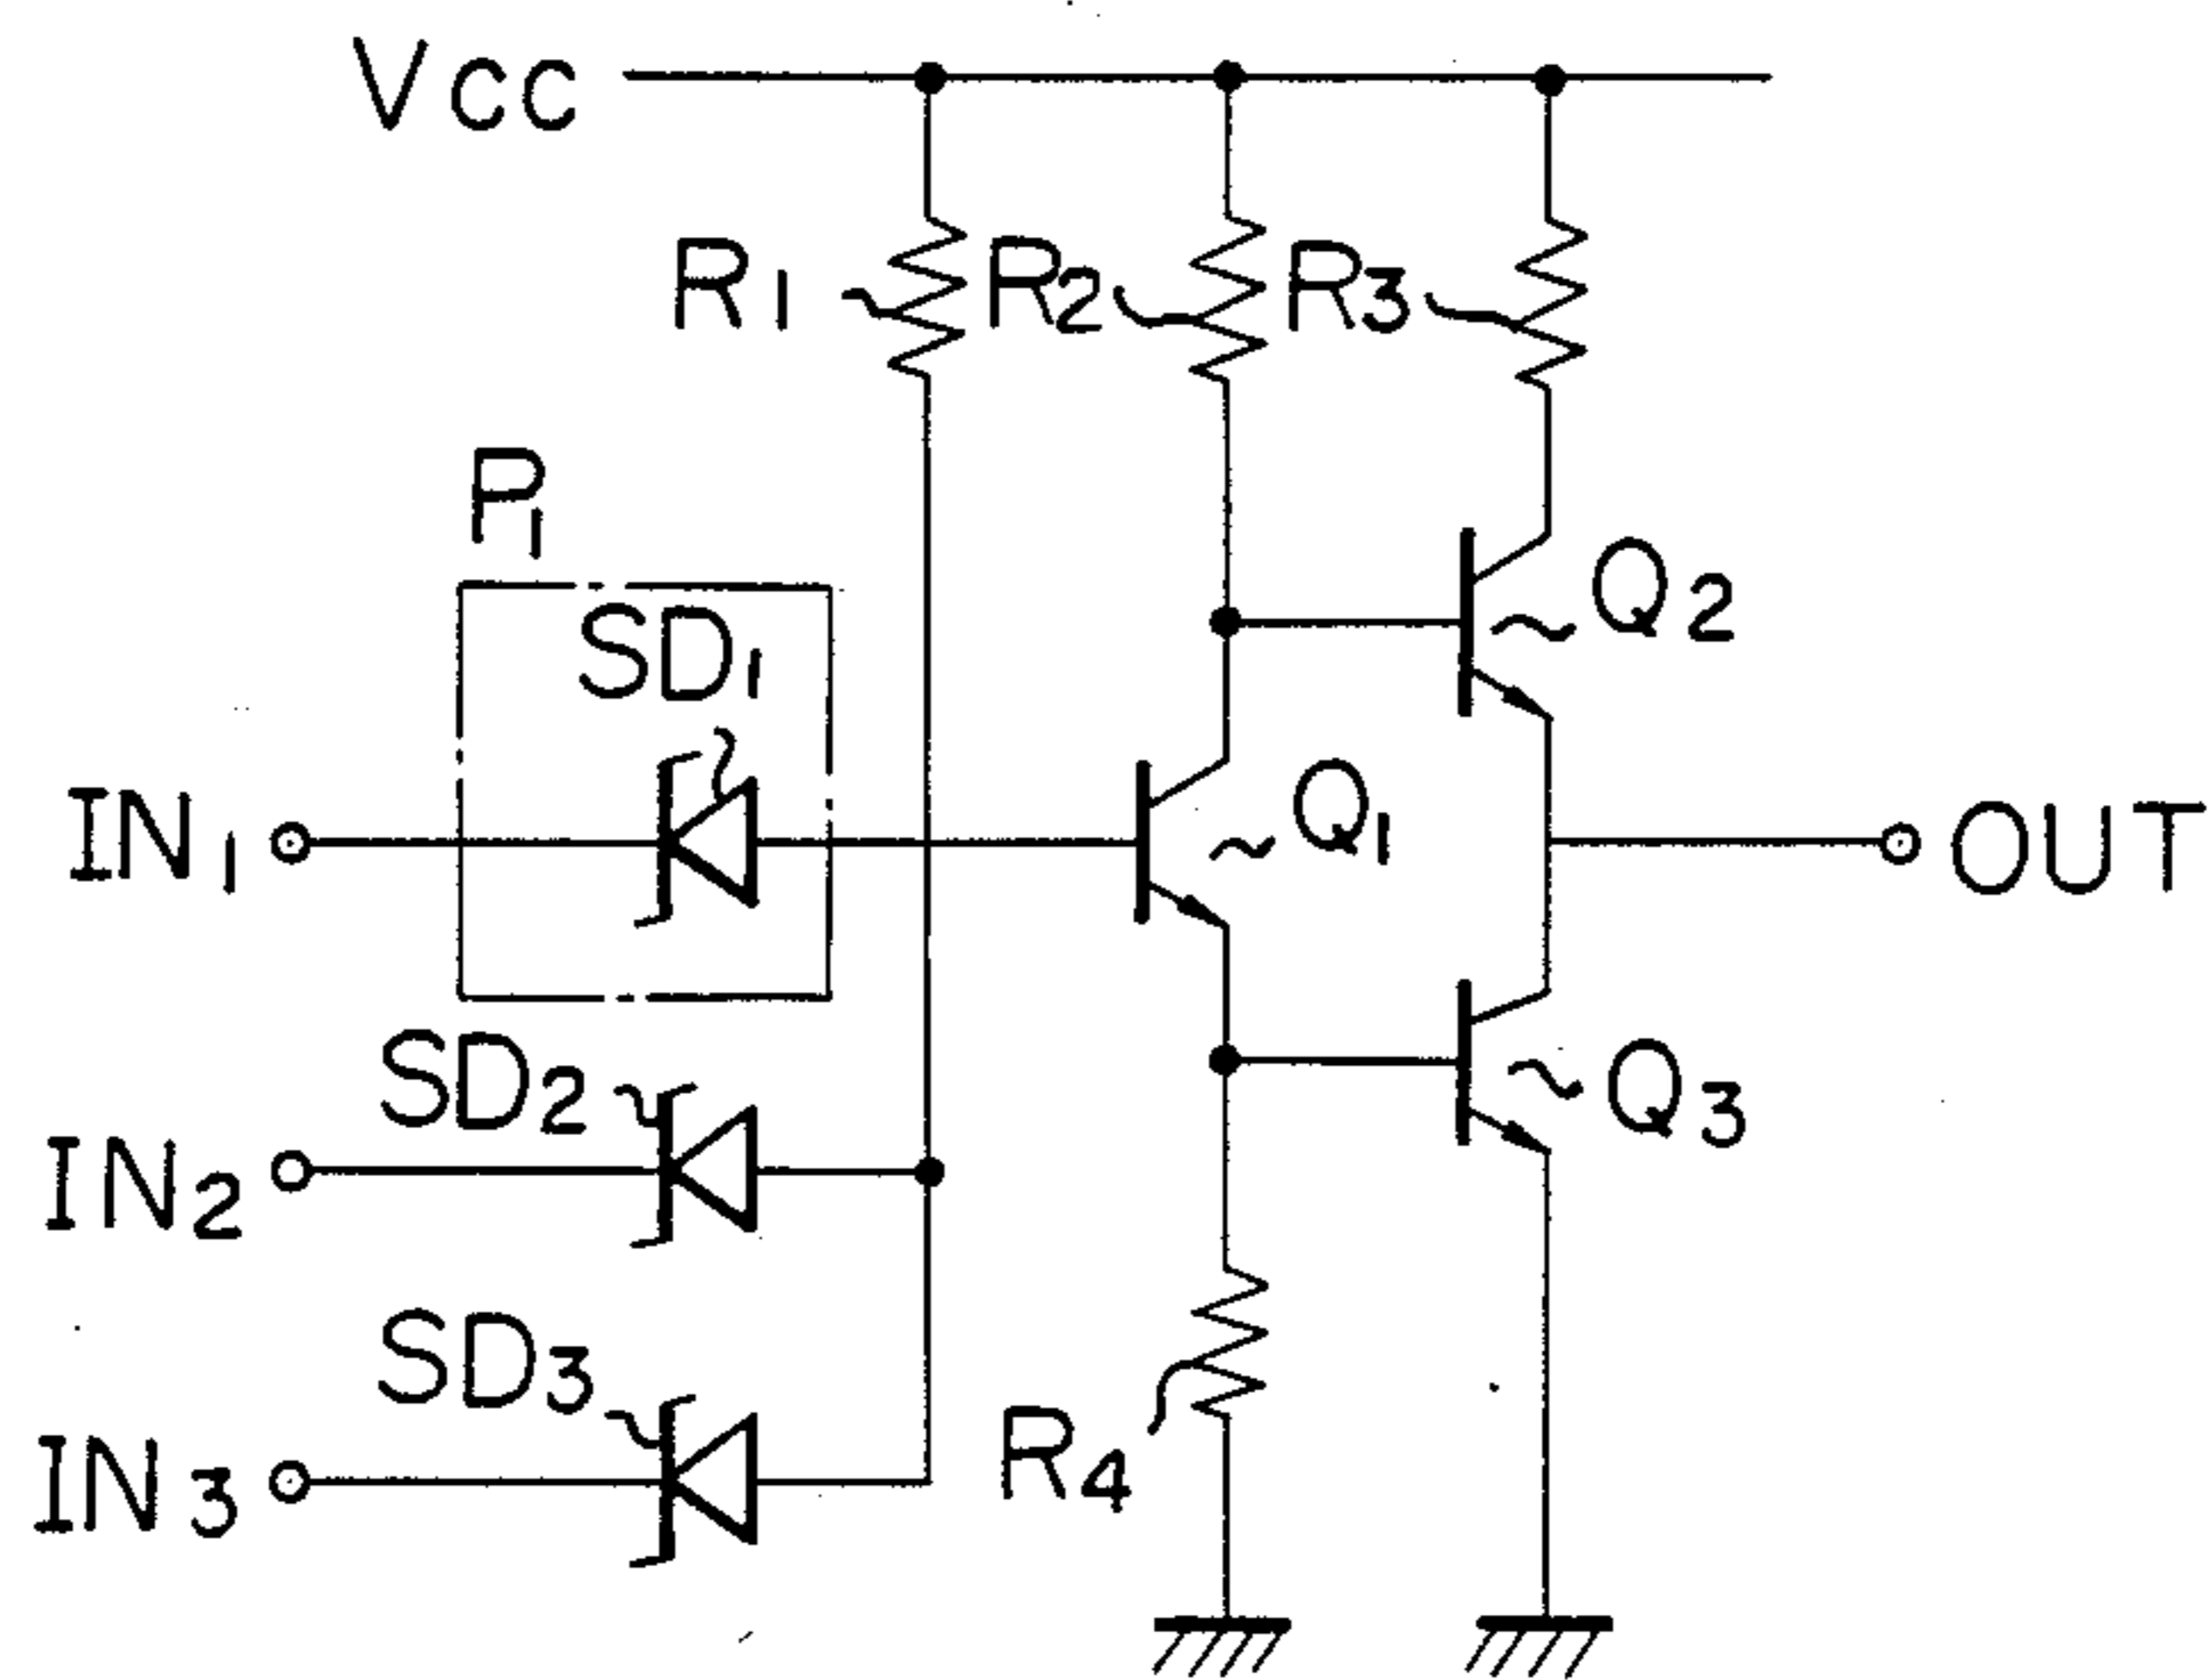 Vcc
R1
R2
R3
P1
SD1
Q2
IN1
Q1
OUT
SD2
Q3
IN2
SD3
R4
IN3